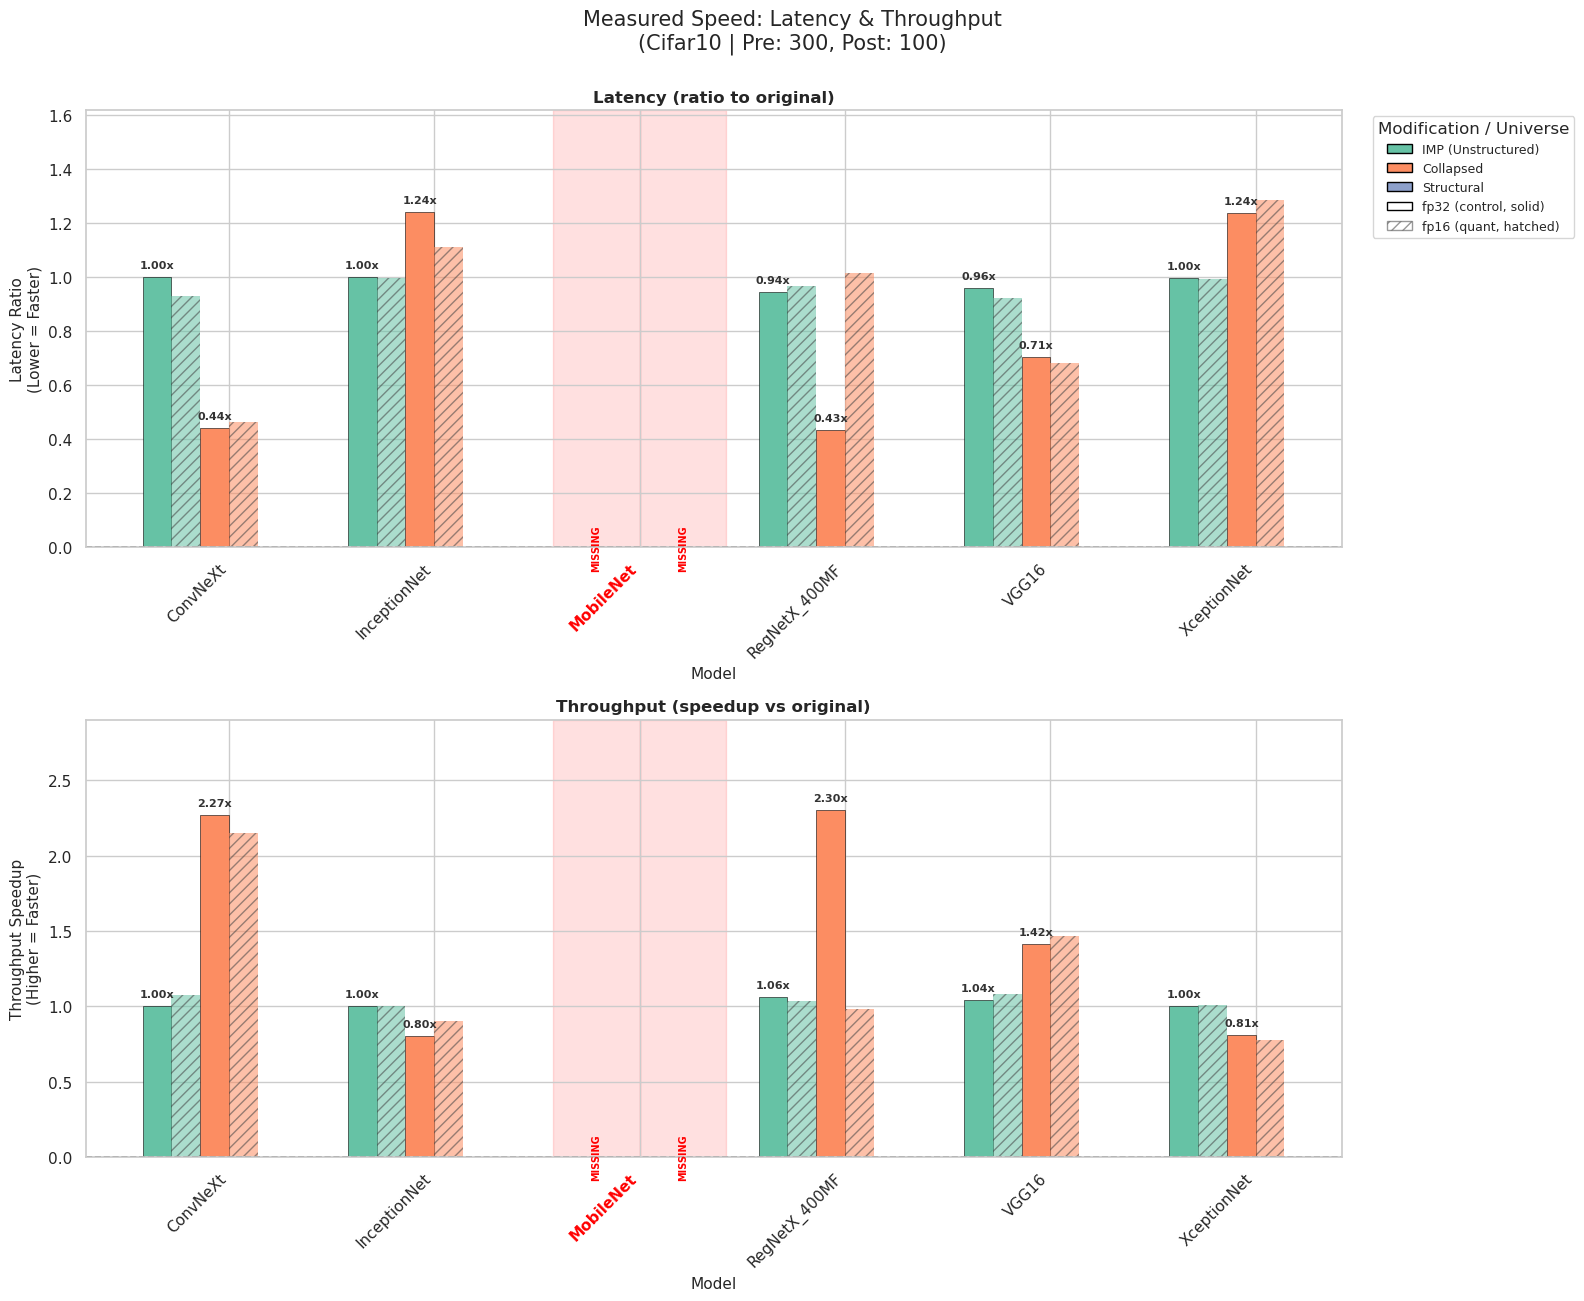 Measured Speed: Latency & Throughput
(Cifar10 | Pre: 300, Post: 100)
Latency (ratio to original)
Latency Ratio
(Lower = Faster)
1.6
1.4
1.2
1.0
0.8
0.6
0.4
0.2
0.0
1.00x
0.44x
1.00x
1.24x
MISSING
MISSING
0.94x
0.43x
0.96x
0.71x
1.00x
1.24x
ConvNeXt
InceptionNet
MobileNet
RegNetX_400MF
VGG16
XceptionNet
Model
Modification / Universe
IMP (Unstructured)
Collapsed
Structural
fp32 (control, solid)
fp16 (quant, hatched)
Throughput (speedup vs original)
Throughput Speedup
(Higher = Faster)
2.5
2.0
1.5
1.0
0.5
0.0
1.00x
2.27x
1.00x
0.80x
MISSING
MISSING
1.06x
2.30x
1.04x
1.42x
1.00x
0.81x
ConvNeXt
InceptionNet
MobileNet
RegNetX_400MF
VGG16
XceptionNet
Model